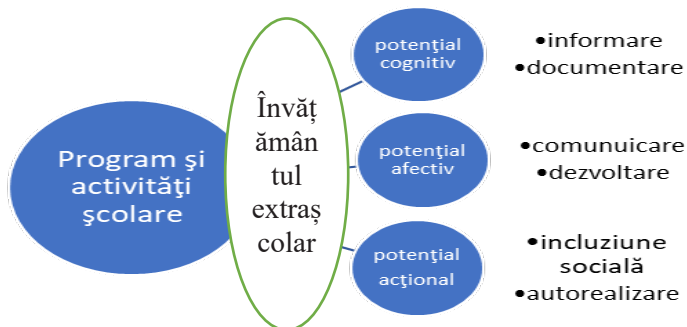 Program şi
activităţi
şcolare
Învăț
ămân
tul
extraș
colar
potenţial
cognitiv
•informare
•documentare
potenţial
afectiv
•comunuicare
•dezvoltare
potenţial
acţional
•incluziune
socială
•autorealizare